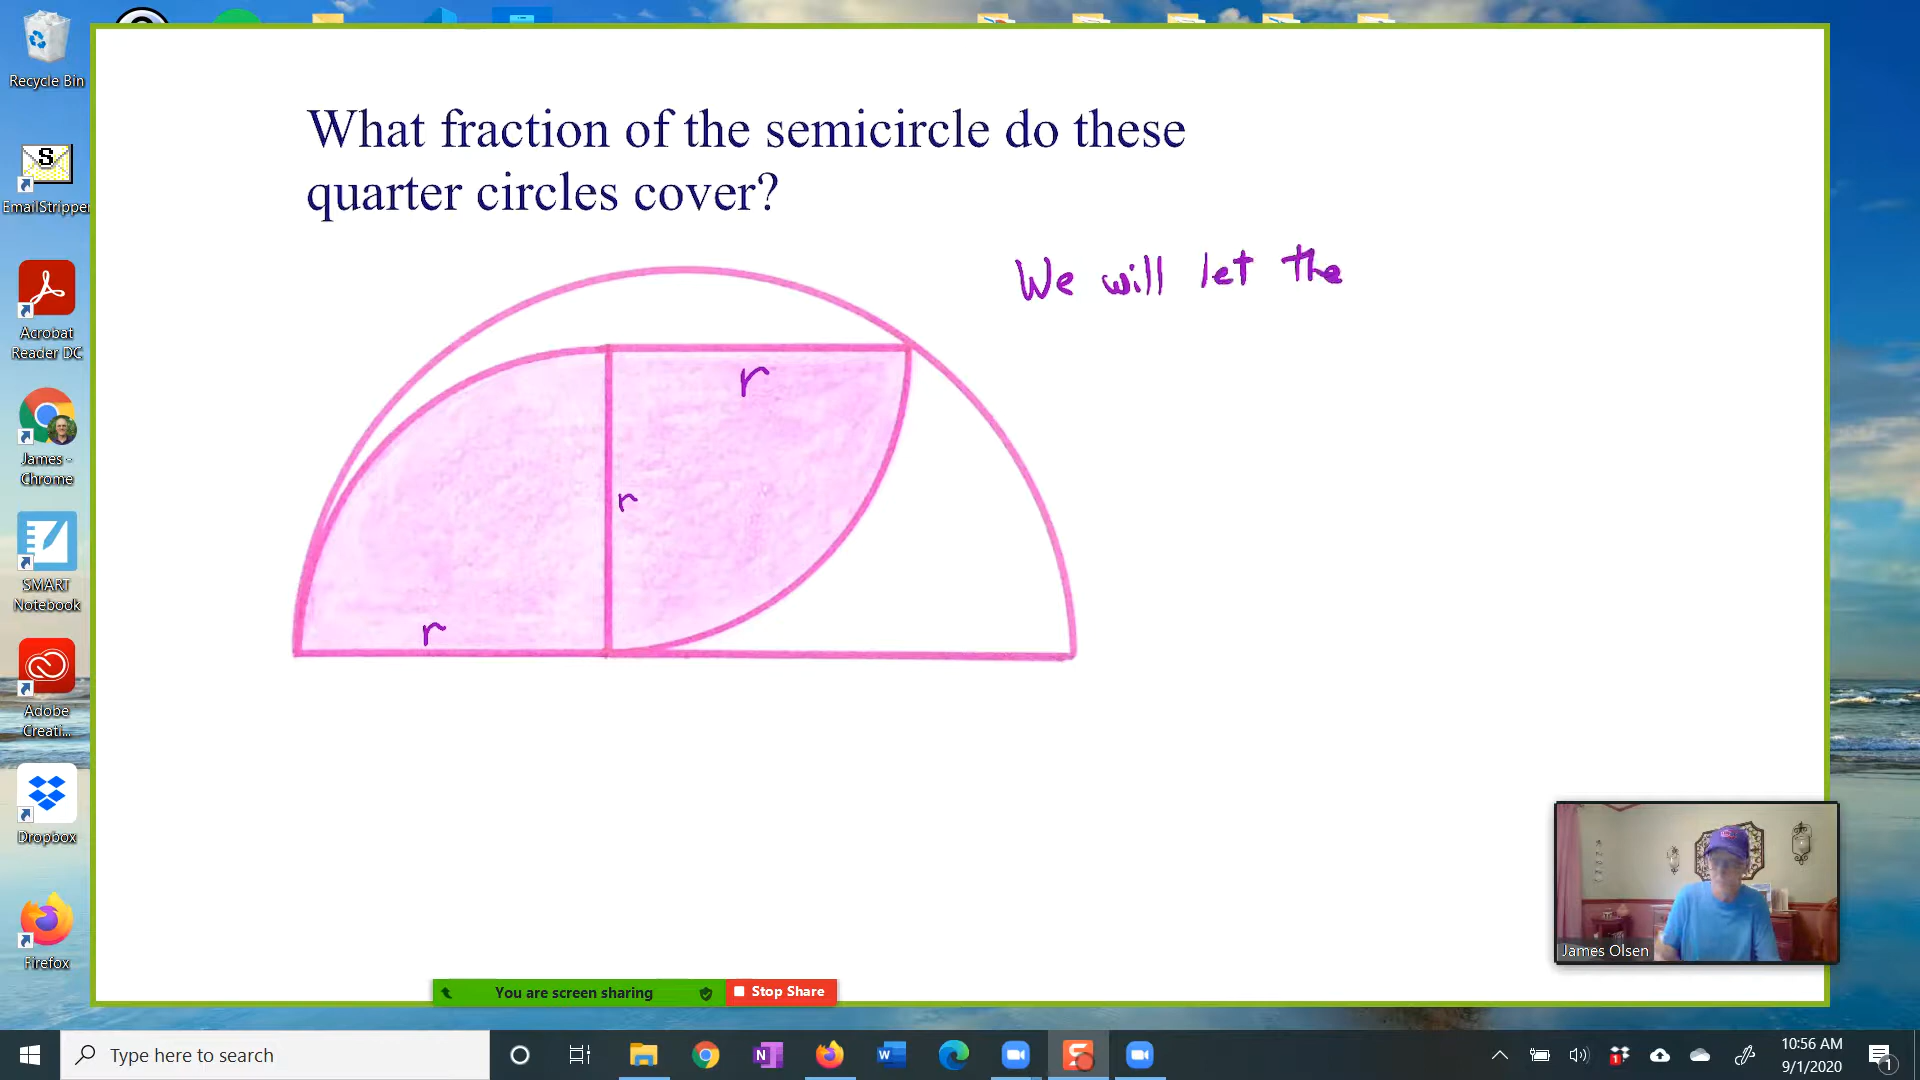 Recycle Bin
EmailStripper
Acrobat
Reader DC
James -
Chrome
SMART
Notebook
Adobe
Creati...
Dropbox
Firefox
What fraction of the semicircle do these
quarter circles cover?
We will let the
r
r
r
James Olsen
You are screen sharing
Stop Share
Type here to search
10:56 AM
9/1/2020
1
1